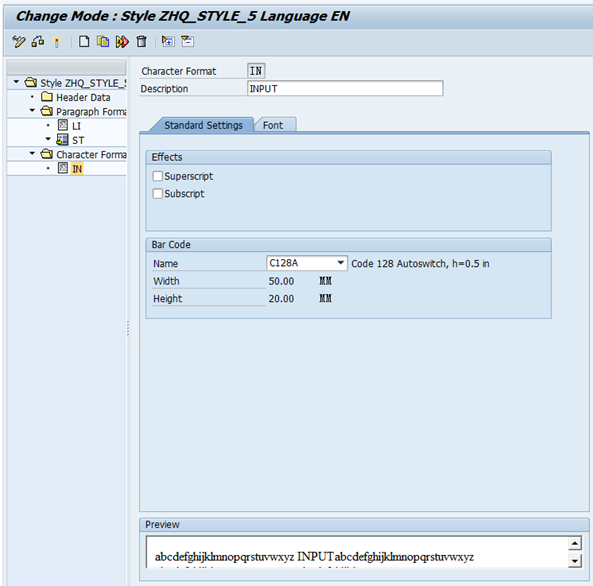 Change Mode : Style ZHQ_STYLE_5 Language EN
Style ZHQ_STYLE_5
Header Data
Paragraph Forma
LI
ST
Character Forma
IN
Character Format IN
Description INPUT
Standard Settings Font
Effects
Superscript
Subscript
Bar Code
Name C128A Code 128 Autoswitch, h=0.5 in
Width 50.00 MM
Height 20.00 MM
Preview
abcdefghijklmnopqrstuvwxyz INPUTabcdefghijklmnopqrstuvwxyz